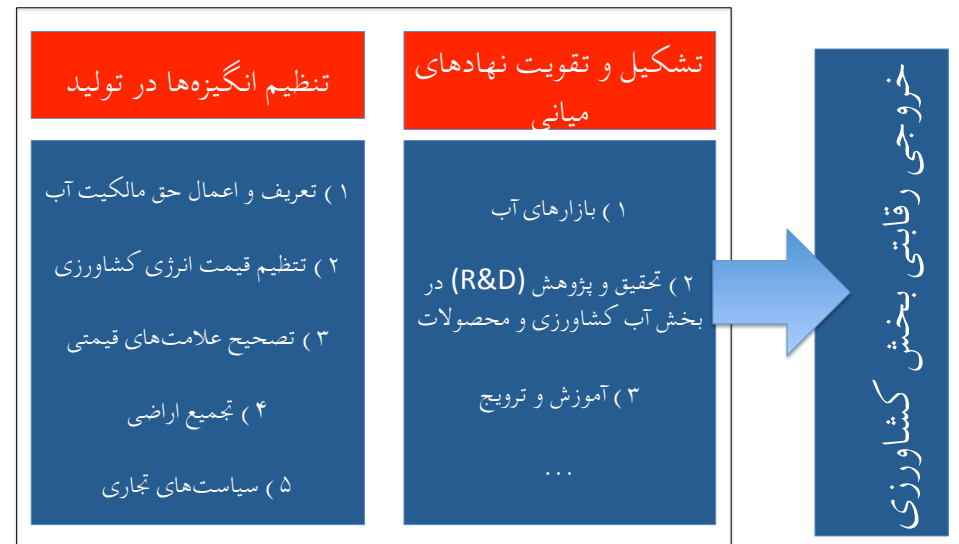 تشکیل و تقویت نهادهای
میانی
۱) بازارهای آب
۲) تحقیق و پژوهش (R&D) در
بخش آب کشاورزی و محصولات
۳) آموزش و ترویج
...
تنظیم انگیزه‌ها در تولید
۱) تعریف و اعمال حق مالکیت آب
۲) تتظیم قیمت انرژی کشاورزی
۳) تصحیح علامت‌های قیمتی
۴) تجمیع اراضی
۵) سیاست‌های تجاری
خروجی رقابتی بخش کشاورزی